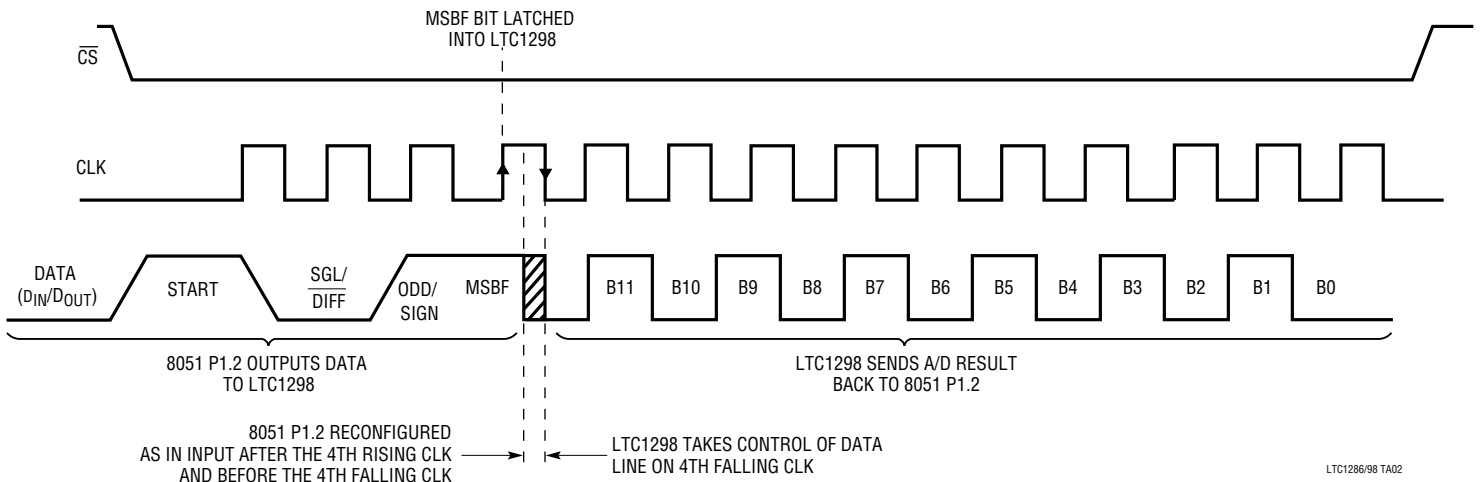 MSBF BIT LATCHED
INTO LTC1298
CS
CLK
DATA
(DIN/DOUT)
START
SGL/
DIFF
ODD/
SIGN
MSBF
B11
B10
B9
B8
B7
B6
B5
B4
B3
B2
B1
B0
8051 P1.2 OUTPUTS DATA
TO LTC1298
LTC1298 SENDS A/D RESULT
BACK TO 8051 P1.2
8051 P1.2 RECONFIGURED
AS IN INPUT AFTER THE 4TH RISING CLK
AND BEFORE THE 4TH FALLING CLK
LTC1298 TAKES CONTROL OF DATA
LINE ON 4TH FALLING CLK
LTC1286/98 TA02